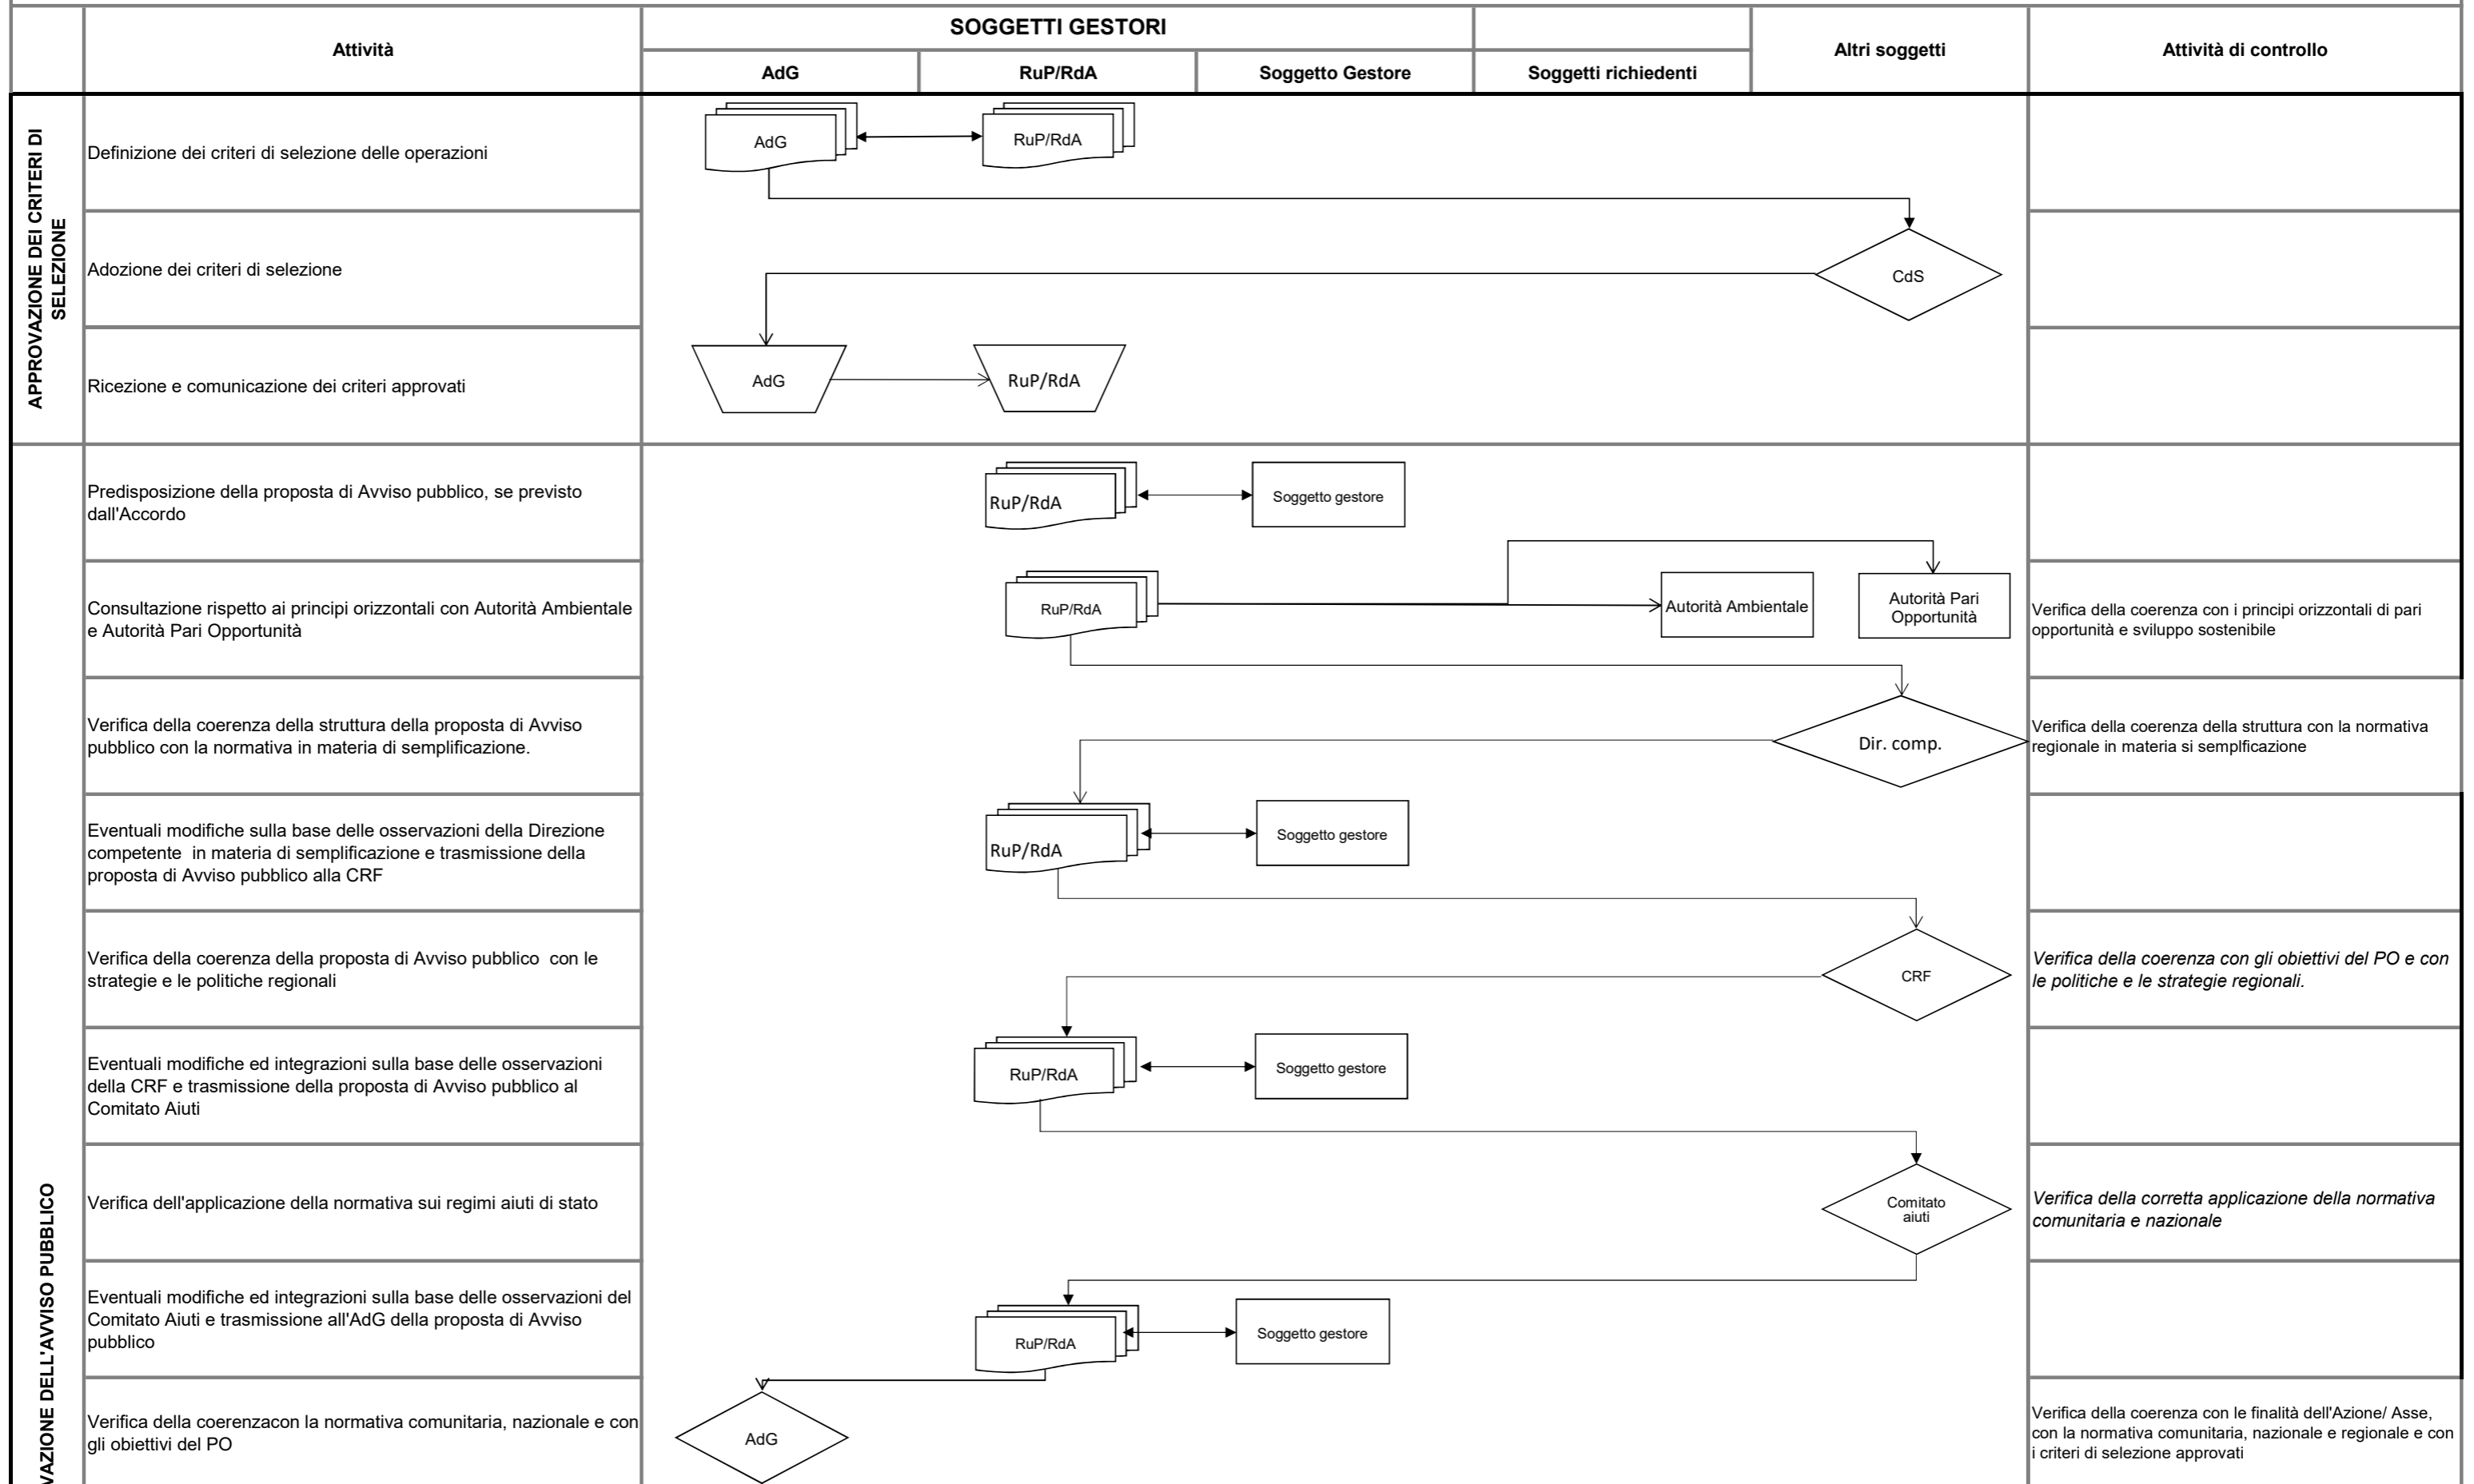 SOGGETTI GESTORI
Attività
Altri soggetti
Attività di controllo
AdG
RuP/RdA
Soggetto Gestore
Soggetti richiedenti
APPROVAZIONE DEI CRITERI DI
SELEZIONE
Definizione dei criteri di selezione delle operazioni
AdG
RuP/RdA
Adozione dei criteri di selezione
CdS
Ricezione e comunicazione dei criteri approvati
AdG
RuP/RdA
VAZIONE DELL'AVVISO PUBBLICO
Predisposizione della proposta di Avviso pubblico, se previsto
dall'Accordo
RuP/RdA
Soggetto gestore
Consultazione rispetto ai principi orizzontali con Autorità Ambientale
e Autorità Pari Opportunità
RuP/RdA
Autorità Ambientale
Autorità Pari
Opportunità
Verifica della coerenza con i principi orizzontali di pari
opportunità e sviluppo sostenibile
Verifica della coerenza della struttura della proposta di Avviso
pubblico con la normativa in materia di semplificazione.
Dir. comp.
Verifica della coerenza della struttura con la normativa
regionale in materia si semplficazione
Eventuali modifiche sulla base delle osservazioni della Direzione
competente  in materia di semplificazione e trasmissione della
proposta di Avviso pubblico alla CRF
RuP/RdA
Soggetto gestore
Verifica della coerenza della proposta di Avviso pubblico  con le
strategie e le politiche regionali
CRF
Verifica della coerenza con gli obiettivi del PO e con
le politiche e le strategie regionali.
Eventuali modifiche ed integrazioni sulla base delle osservazioni
della CRF e trasmissione della proposta di Avviso pubblico al
Comitato Aiuti
RuP/RdA
Soggetto gestore
Verifica dell'applicazione della normativa sui regimi aiuti di stato
Comitato
aiuti
Verifica della corretta applicazione della normativa
comunitaria e nazionale
Eventuali modifiche ed integrazioni sulla base delle osservazioni del
Comitato Aiuti e trasmissione all'AdG della proposta di Avviso
pubblico
RuP/RdA
Soggetto gestore
Verifica della coerenzacon la normativa comunitaria, nazionale e con
gli obiettivi del PO
AdG
Verifica della coerenza con le finalità dell'Azione/ Asse,
con la normativa comunitaria, nazionale e regionale e con
i criteri di selezione approvati